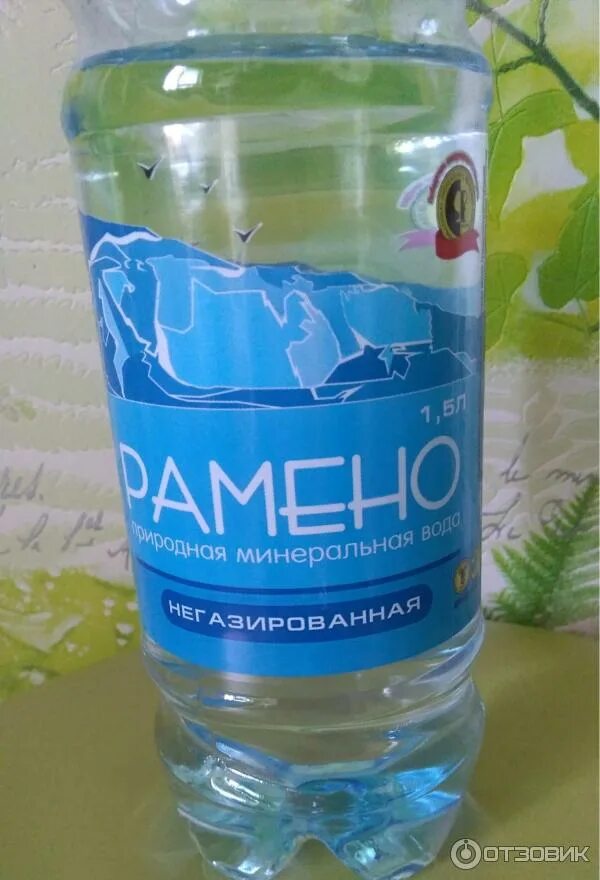 1,5Л
РАМЕНО
природная минеральная вода
НЕГАЗИРОВАННАЯ
ОТЗОВИК